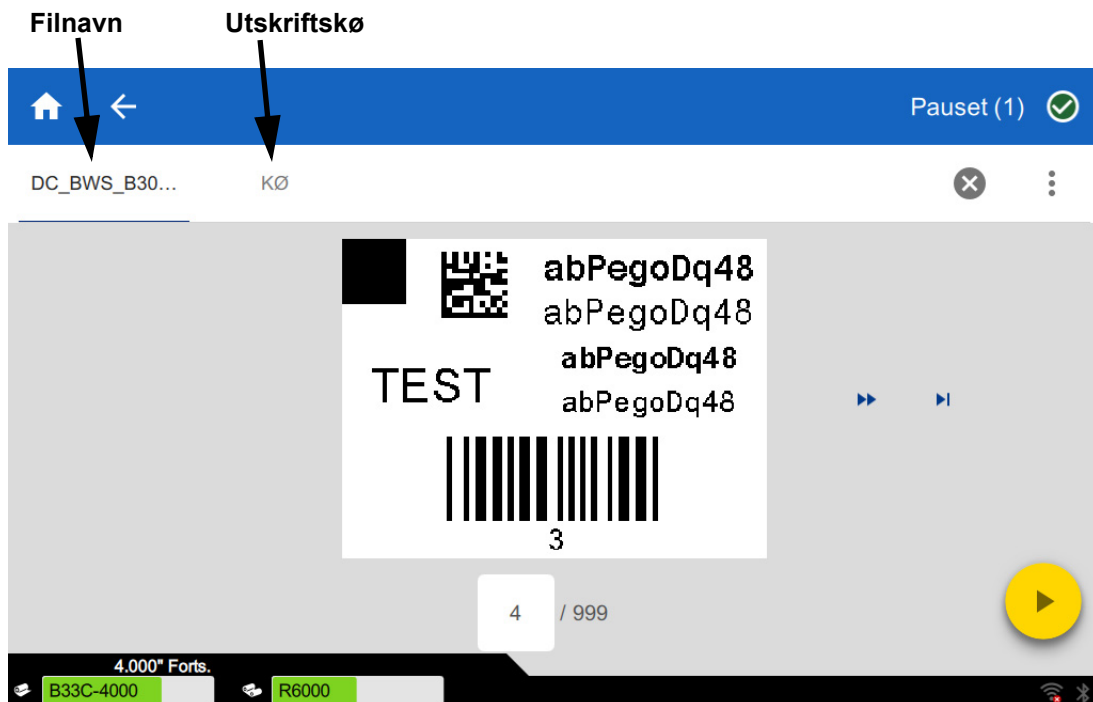 Filnavn
Utskriftskø
Pauset (1)
DC_BWS_B30...
KØ
abPegoDq48
abPegoDq48
abPegoDq48
TEST
abPegoDq48
3
4 / 999
4.000" Forts.
B33C-4000
R6000